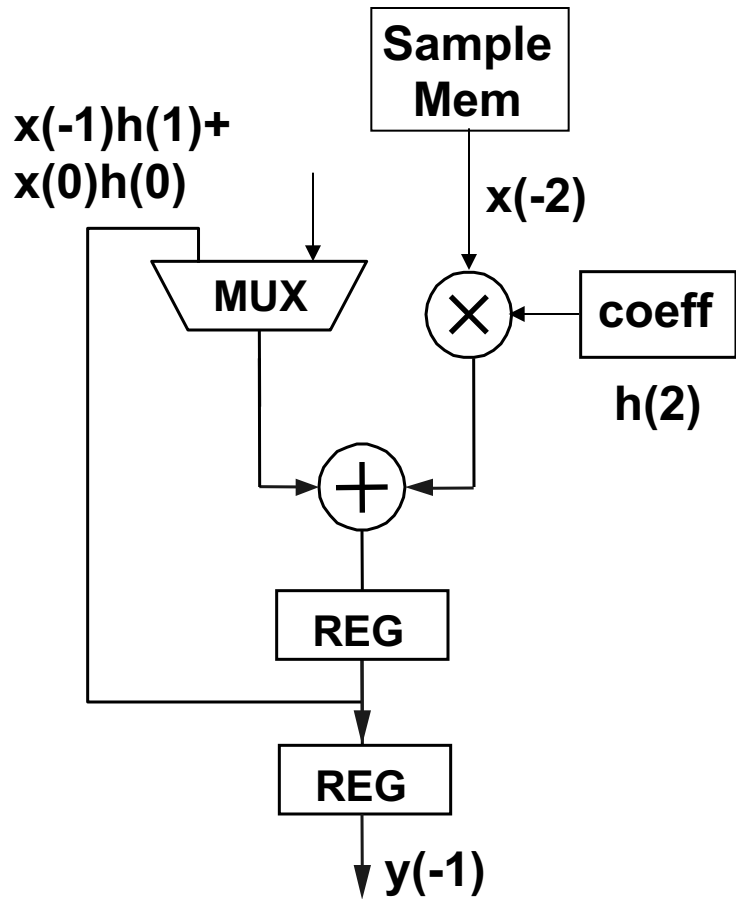 Sample
Mem
x(-1)h(1)+
x(0)h(0)
x(-2)
MUX
coeff
h(2)
REG
REG
y(-1)